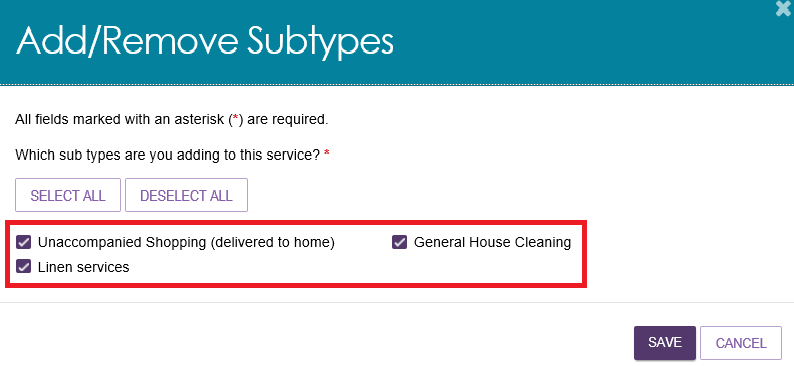 Add/Remove Subtypes
All fields marked with an asterisk (*) are required.
Which sub types are you adding to this service? *
SELECT ALL DESELECT ALL
Unaccompanied Shopping (delivered to home) General House Cleaning
Linen services
SAVE CANCEL